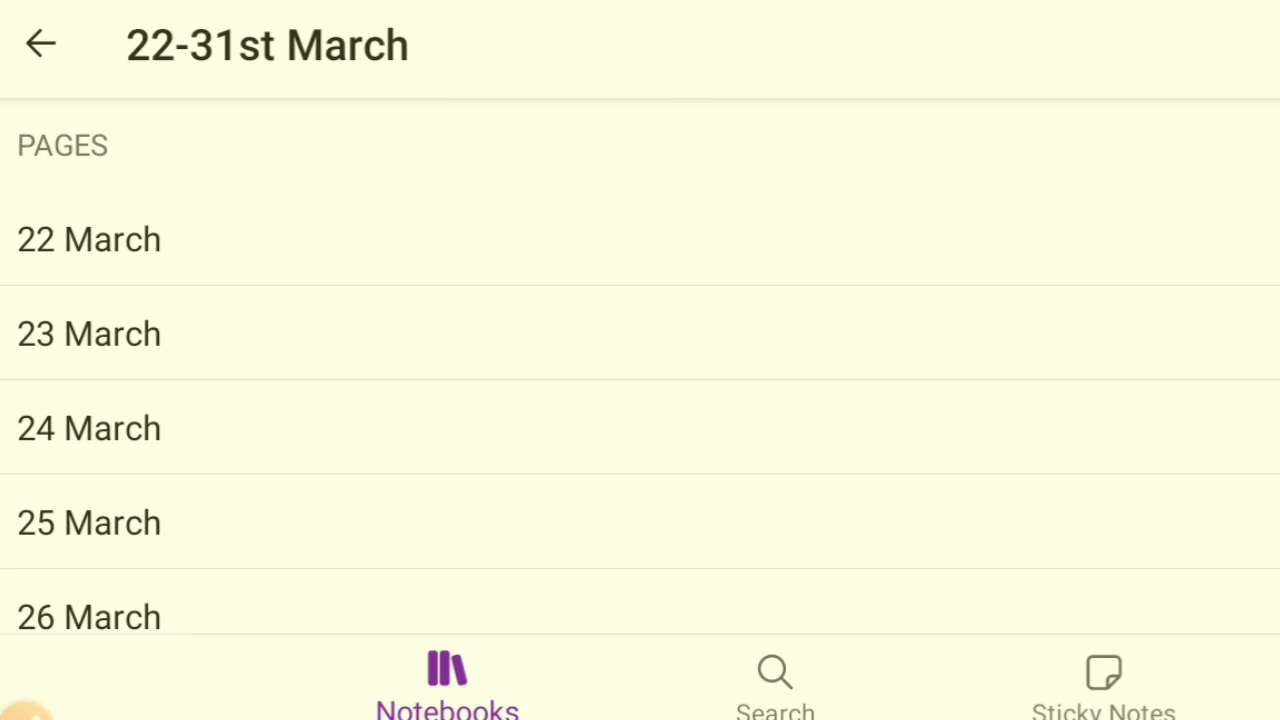 22-31st March
PAGES
22 March
23 March
24 March
25 March
26 March
Notebooks
Search
Sticky Notes